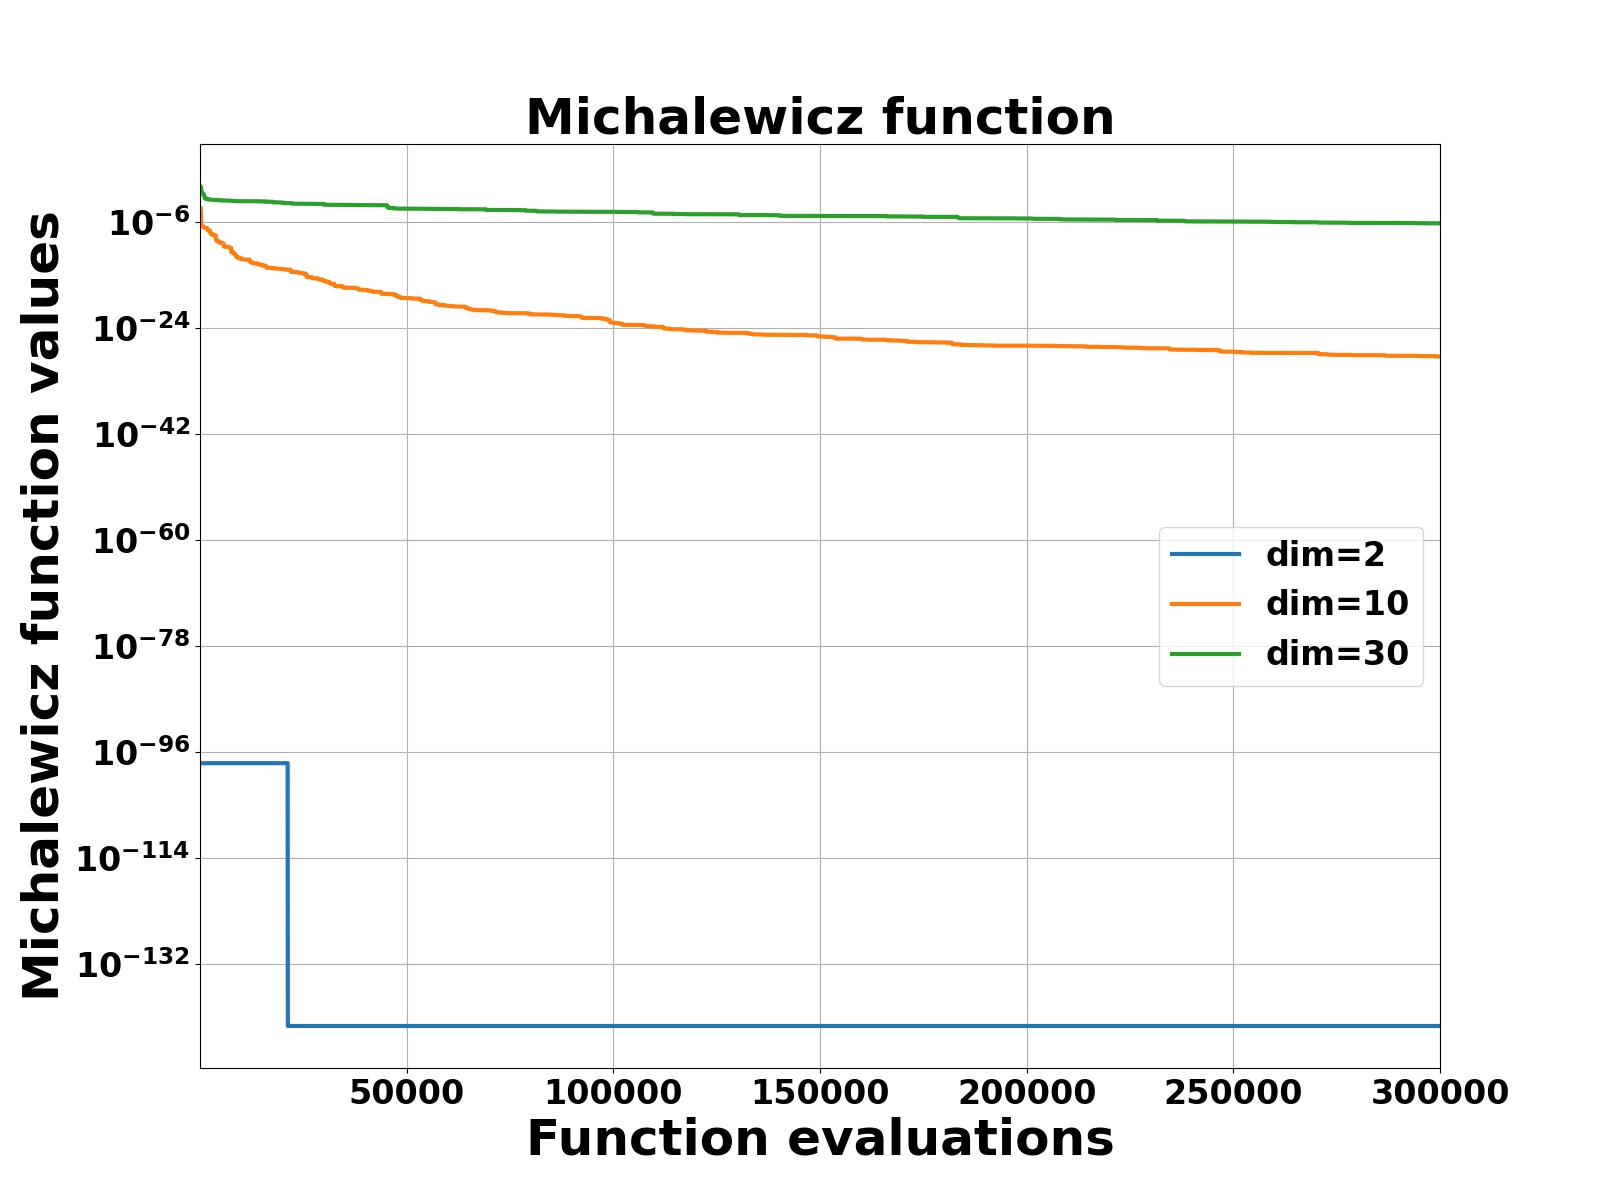 Michalewicz function
Michalewicz function values
10^−6
10^−24
10^−42
10^−60
10^−78
10^−96
10^−114
10^−132
dim=2
dim=10
dim=30
50000 100000 150000 200000 250000 300000
Function evaluations